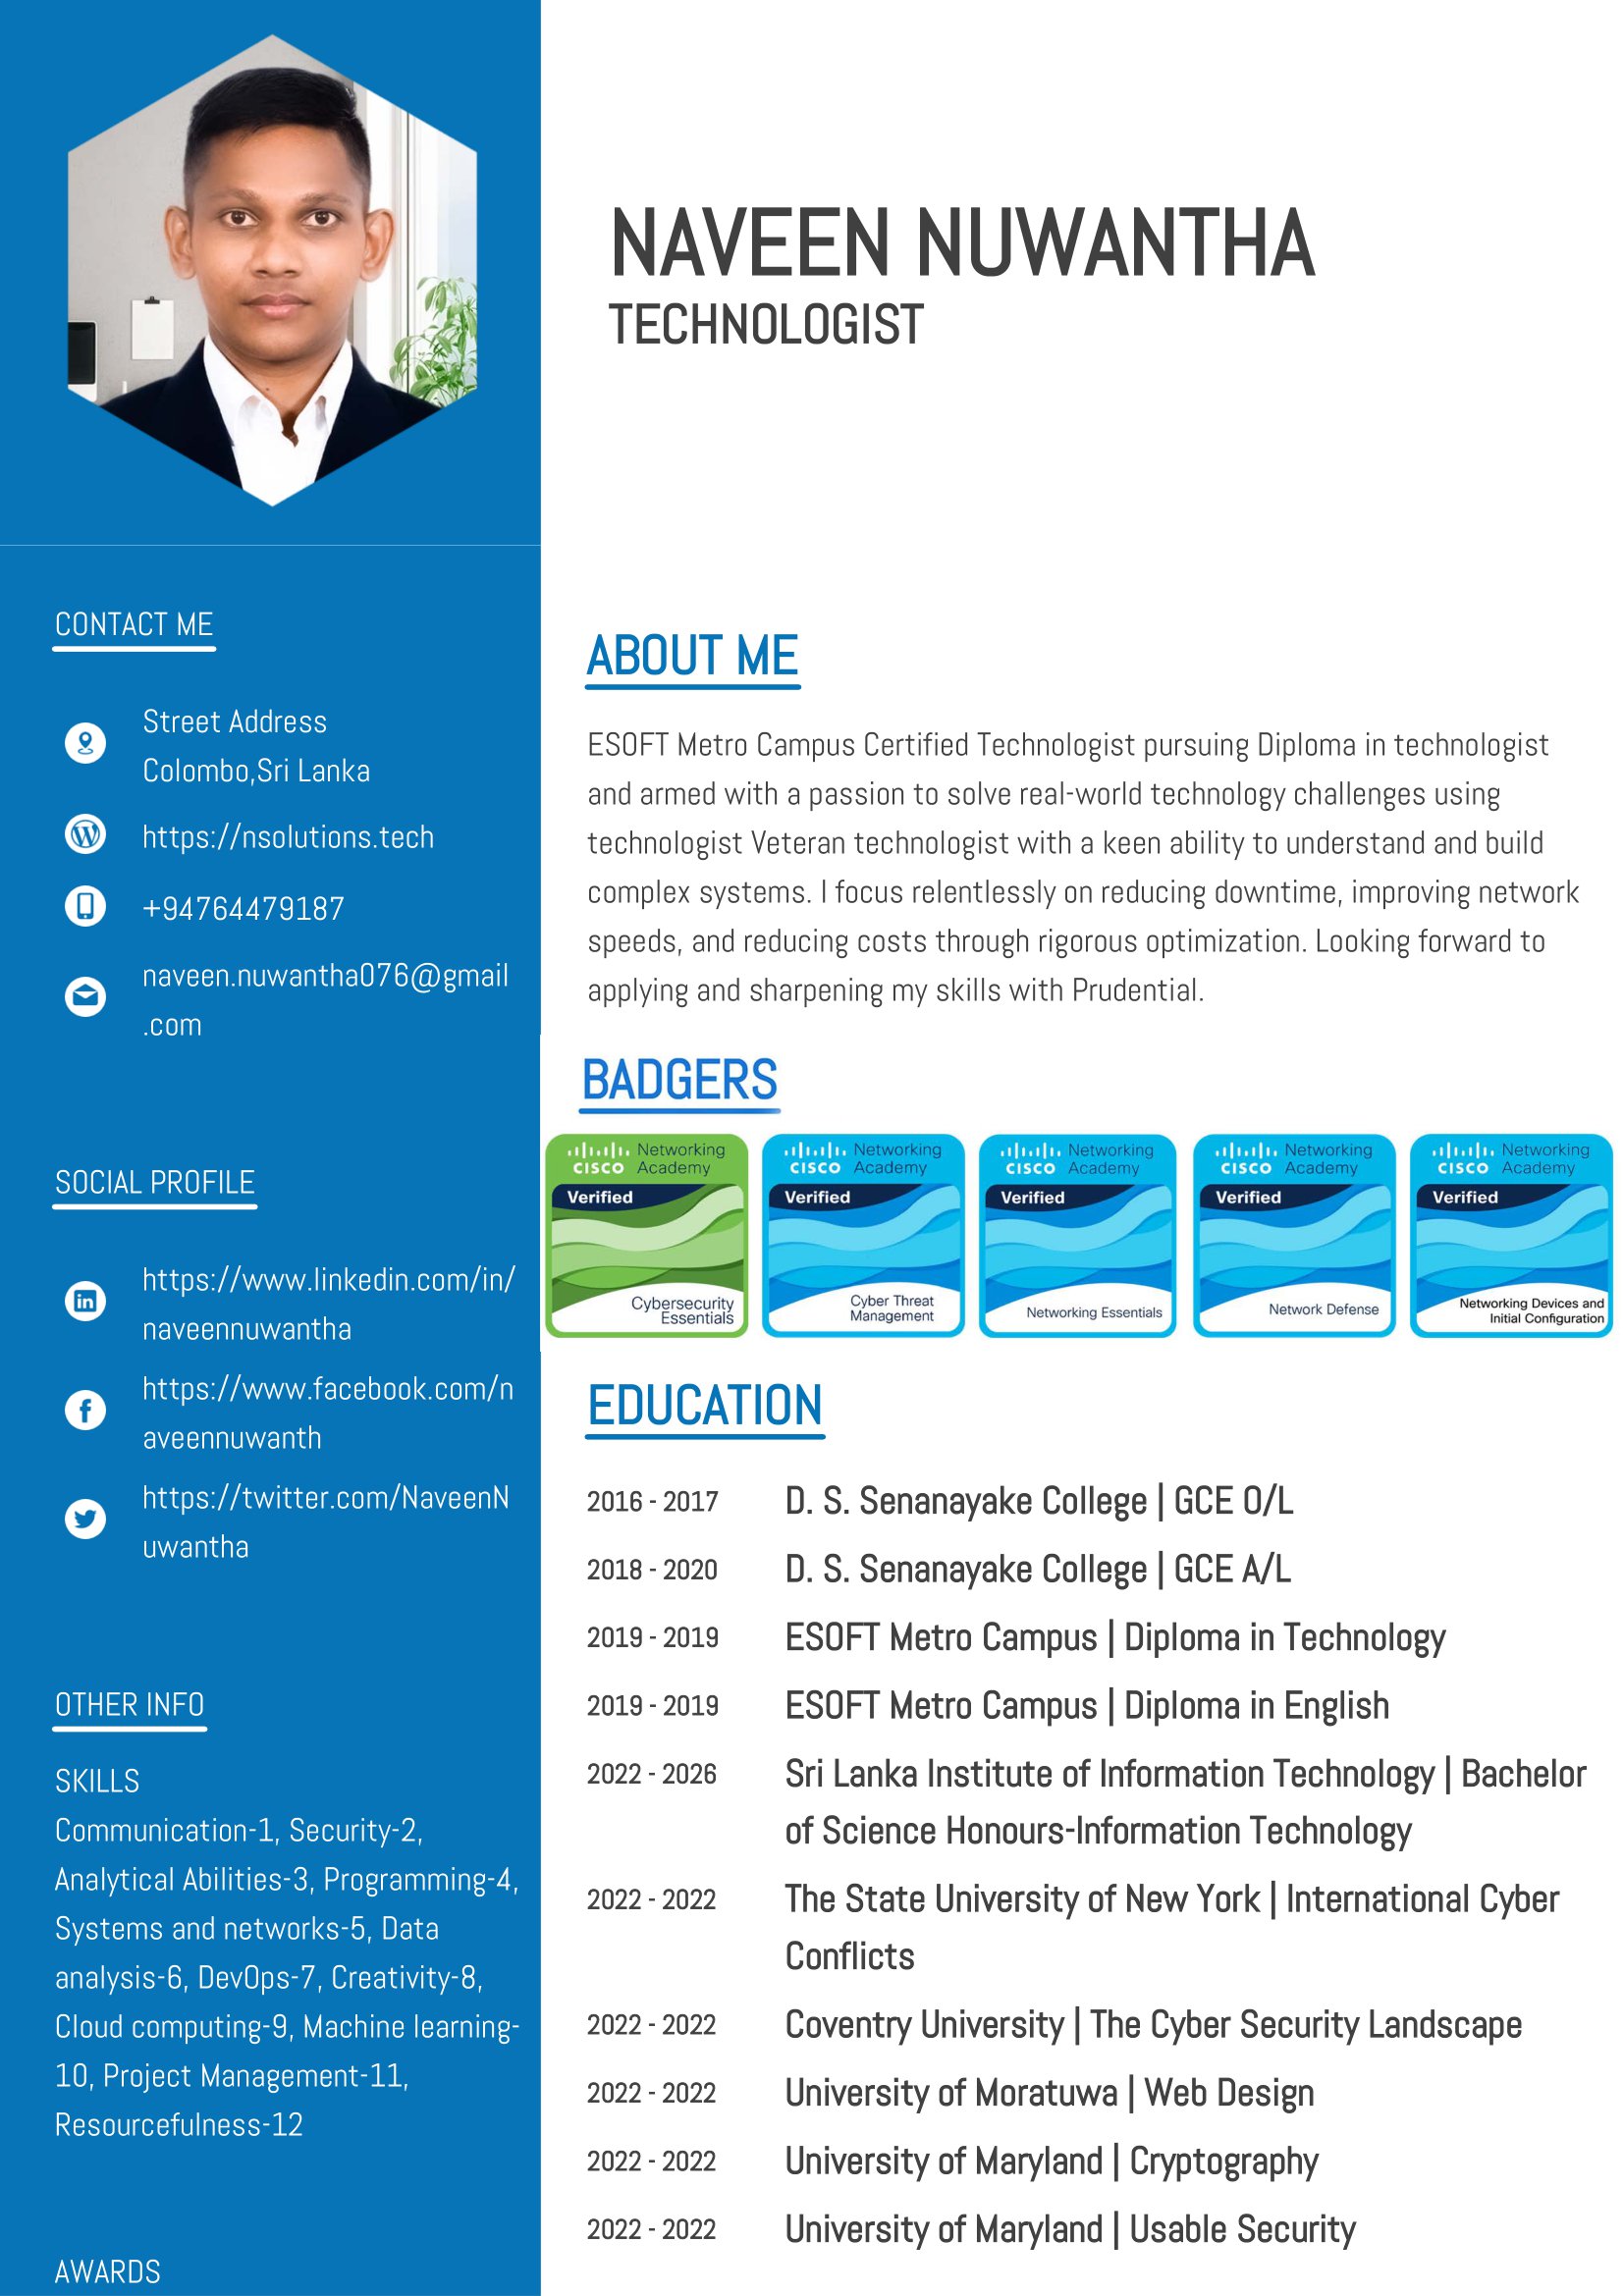 NAVEEN NUWANTHA
TECHNOLOGIST
CONTACT ME
Street Address
Colombo,Sri Lanka
https://nsolutions.tech
+94764479187
naveen.nuwantha076@gmail
.com
SOCIAL PROFILE
https://www.linkedin.com/in/
naveennuwantha
https://www.facebook.com/n
aveennuwanth
https://twitter.com/NaveenN
uwantha
OTHER INFO
SKILLS
Communication-1, Security-2,
Analytical Abilities-3, Programming-4,
Systems and networks-5, Data
analysis-6, DevOps-7, Creativity-8,
Cloud computing-9, Machine learning-
10, Project Management-11,
Resourcefulness-12
AWARDS
ABOUT ME
ESOFT Metro Campus Certified Technologist pursuing Diploma in technologist
and armed with a passion to solve real-world technology challenges using
technologist Veteran technologist with a keen ability to understand and build
complex systems. I focus relentlessly on reducing downtime, improving network
speeds, and reducing costs through rigorous optimization. Looking forward to
applying and sharpening my skills with Prudential.
BADGERS
CISCO Networking
Academy
Verified
Cybersecurity
Essentials
CISCO Networking
Academy
Verified
Cyber Threat
Management
CISCO Networking
Academy
Verified
Networking Essentials
CISCO Networking
Academy
Verified
Network Defense
CISCO Networking
Academy
Verified
Networking Devices and
Initial Configuration
EDUCATION
2016 - 2017 D. S. Senanayake College | GCE O/L
2018 - 2020 D. S. Senanayake College | GCE A/L
2019 - 2019 ESOFT Metro Campus | Diploma in Technology
2019 - 2019 ESOFT Metro Campus | Diploma in English
2022 - 2026 Sri Lanka Institute of Information Technology | Bachelor
of Science Honours-Information Technology
2022 - 2022 The State University of New York | International Cyber
Conflicts
2022 - 2022 Coventry University | The Cyber Security Landscape
2022 - 2022 University of Moratuwa | Web Design
2022 - 2022 University of Maryland | Cryptography
2022 - 2022 University of Maryland | Usable Security